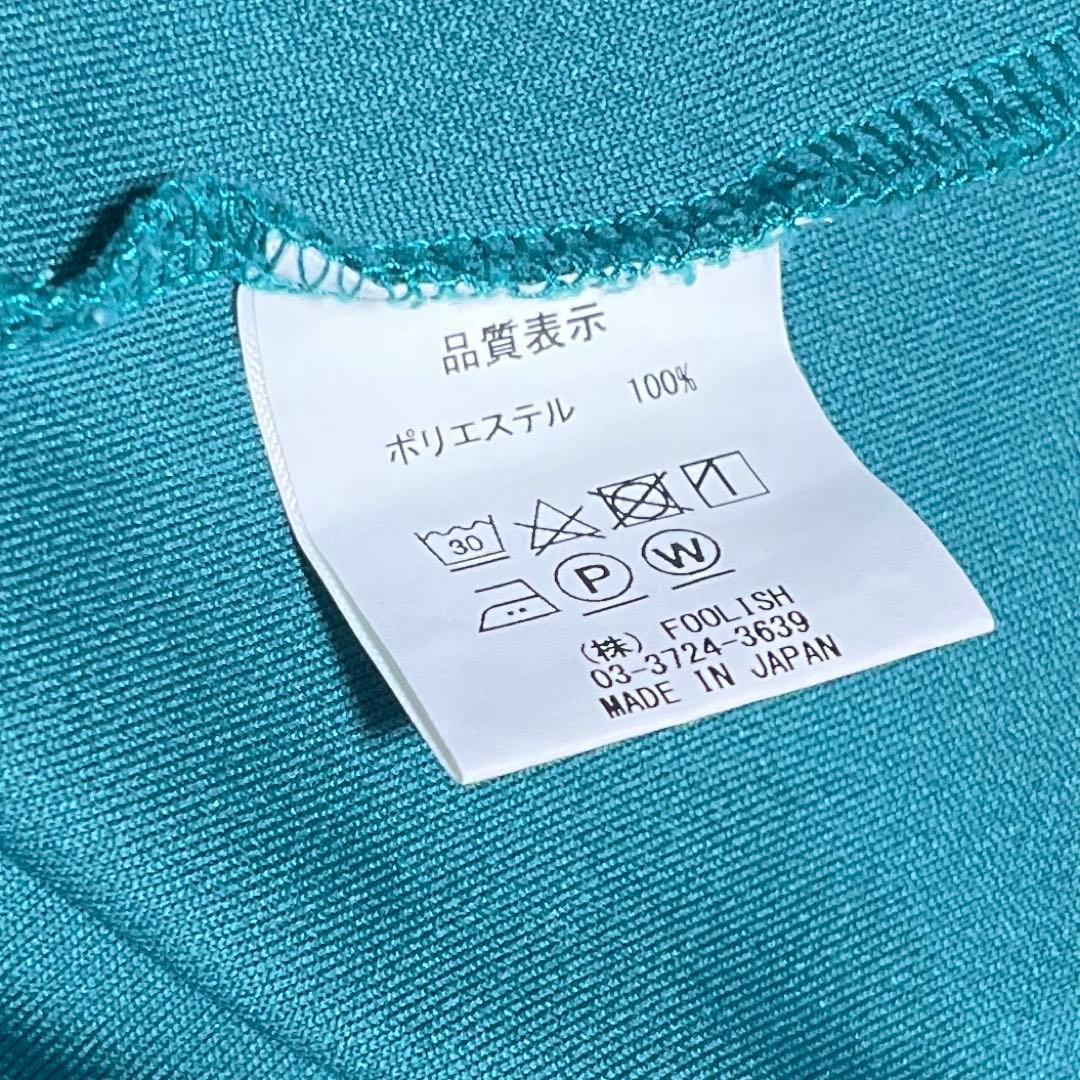 品質表示
ポリエステル 100%
30
P W
(株) FOOLISH
03-3724-3639
MADE IN JAPAN